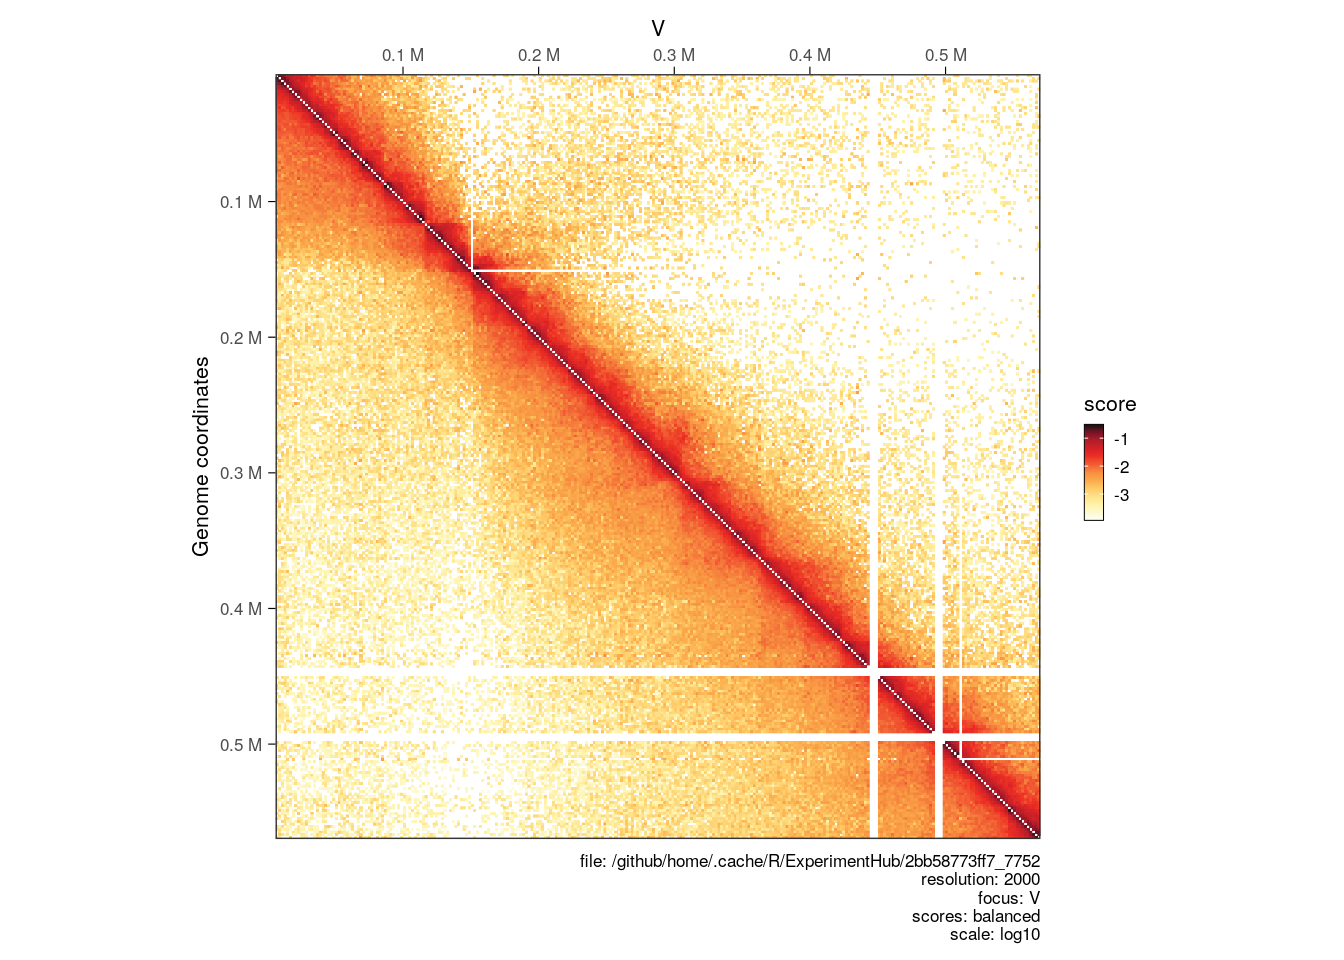 V
0.1 M 0.2 M 0.3 M 0.4 M 0.5 M
0.1 M
0.2 M
0.3 M
0.4 M
0.5 M
Genome coordinates
score
-1
-2
-3
file: /github/home/.cache/R/ExperimentHub/2bb58773ff7_7752
resolution: 2000
focus: V
scores: balanced
scale: log10